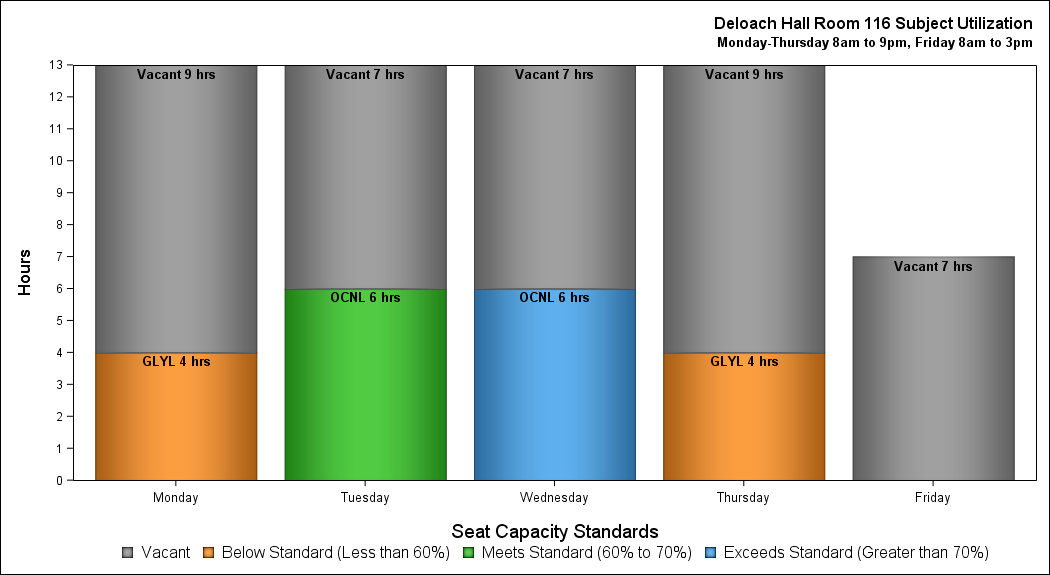 Deloach Hall Room 116 Subject Utilization
Monday-Thursday 8am to 9pm, Friday 8am to 3pm
Hours
13
12
11
10
9
8
7
6
5
4
3
2
1
0
Vacant 9 hrs
Vacant 7 hrs
Vacant 7 hrs
Vacant 9 hrs
Vacant 7 hrs
OCNL 6 hrs
OCNL 6 hrs
GLYL 4 hrs
GLYL 4 hrs
Monday
Tuesday
Wednesday
Thursday
Friday
Seat Capacity Standards
Vacant
Below Standard (Less than 60%)
Meets Standard (60% to 70%)
Exceeds Standard (Greater than 70%)